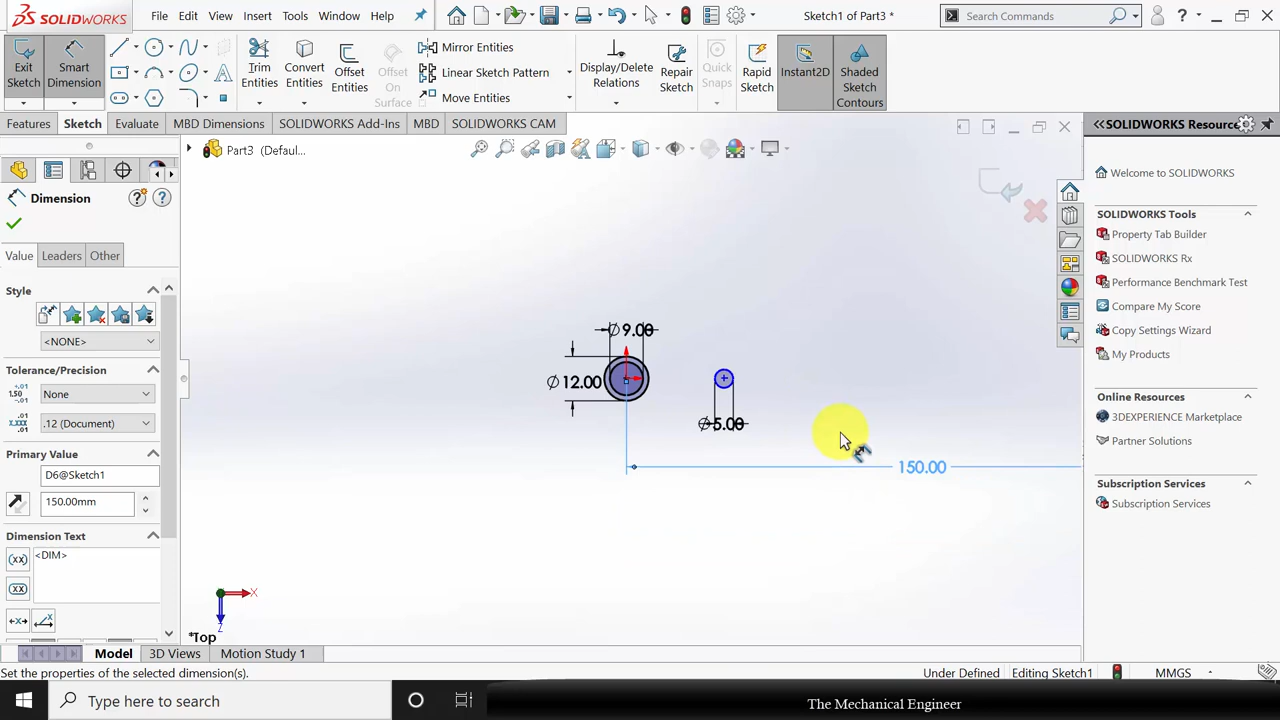 SOLIDWORKS
File Edit View Insert Tools Window Help
Sketch1 of Part3 *
Search Commands
Exit Sketch
Smart Dimension
Trim Entities
Convert Entities
Offset Entities
Offset On Surface
Mirror Entities
Linear Sketch Pattern
Move Entities
Display/Delete Relations
Repair Sketch
Quick Snaps
Rapid Sketch
Instant2D
Shaded Sketch Contours
Features Sketch Evaluate MBD Dimensions SOLIDWORKS Add-Ins MBD SOLIDWORKS CAM
Part3 (Defaul...
Dimension
Value Leaders Other
Style
<NONE>
Tolerance/Precision
None
.12 (Document)
Primary Value
D6@Sketch1
150.00mm
Dimension Text
<DIM>
(xx)
(xx)
∅9.00
∅12.00
∅5.00
150.00
X
Z
*Top
SOLIDWORKS Resource
Welcome to SOLIDWORKS
SOLIDWORKS Tools
Property Tab Builder
SOLIDWORKS Rx
Performance Benchmark Test
Compare My Score
Copy Settings Wizard
My Products
Online Resources
3DEXPERIENCE Marketplace
Partner Solutions
Subscription Services
Subscription Services
Model 3D Views Motion Study 1
Set the properties of the selected dimension(s).
Under Defined Editing Sketch1 MMGS
Type here to search
The Mechanical Engineer